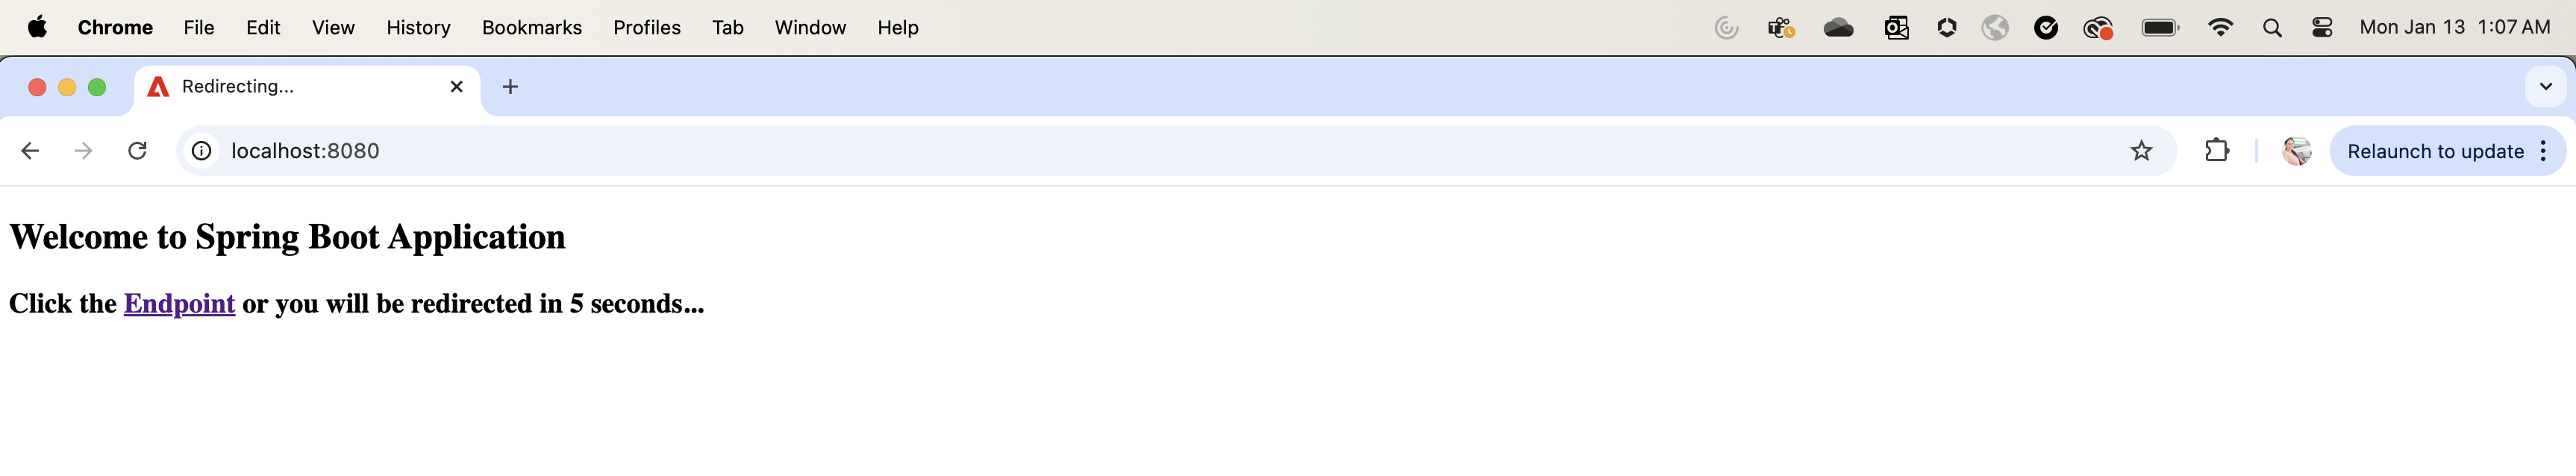 Chrome File Edit View History Bookmarks Profiles Tab Window Help Mon Jan 13 1:07 AM
Redirecting...
localhost:8080 Relaunch to update
Welcome to Spring Boot Application
Click the Endpoint or you will be redirected in 5 seconds...